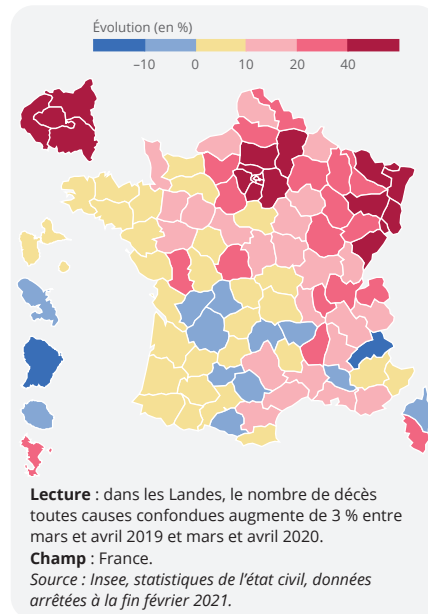 Évolution (en %)
–10 0 10 20 40
Lecture : dans les Landes, le nombre de décès
toutes causes confondues augmente de 3 % entre
mars et avril 2019 et mars et avril 2020.
Champ : France.
Source : Insee, statistiques de l'état civil, données
arrêtées à la fin février 2021.